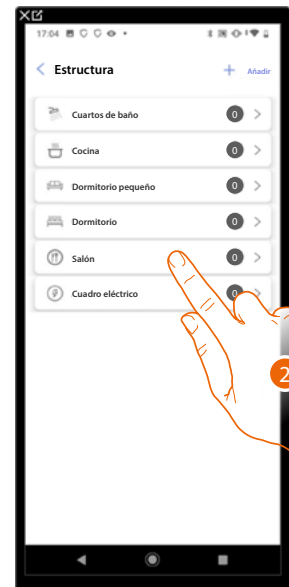 17:04
Estructura
Añadir
Cuartos de baño 0
Cocina 0
Dormitorio pequeño 0
Dormitorio 0
Salón 0
Cuadro eléctrico 0
2